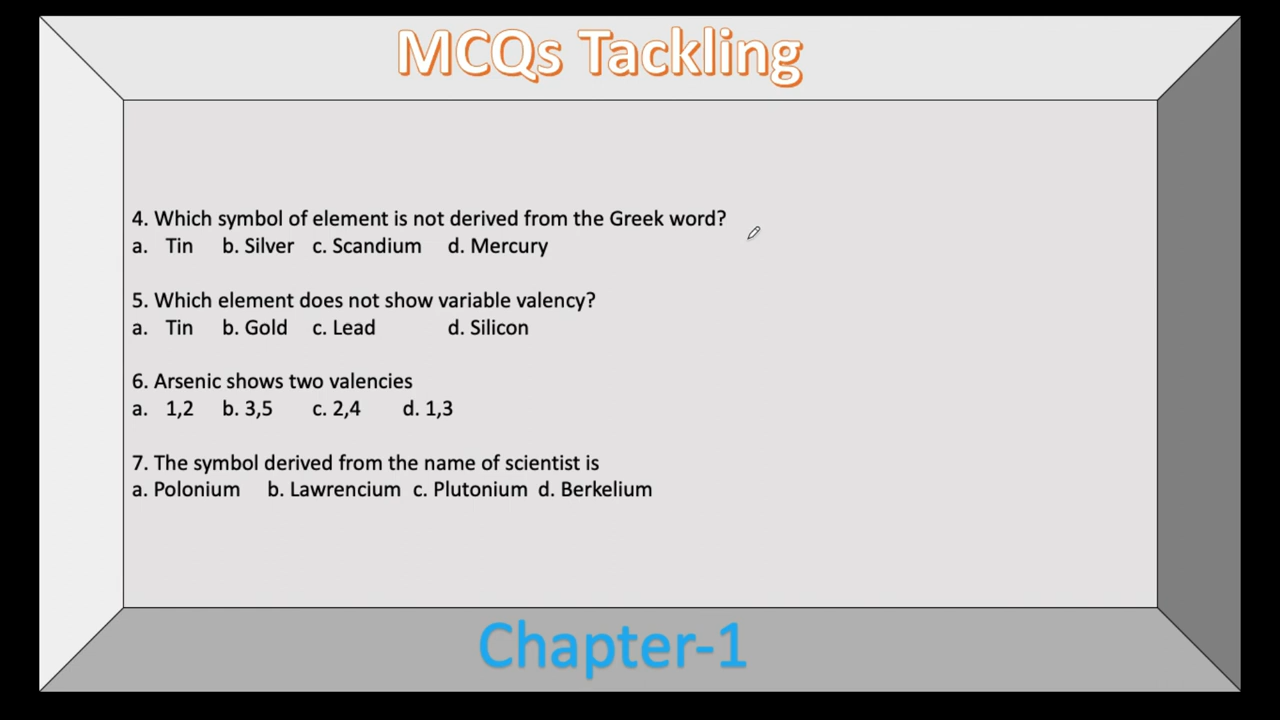 MCQs Tackling
4. Which symbol of element is not derived from the Greek word?
a. Tin b. Silver c. Scandium d. Mercury
5. Which element does not show variable valency?
a. Tin b. Gold c. Lead d. Silicon
6. Arsenic shows two valencies
a. 1,2 b. 3,5 c. 2,4 d. 1,3
7. The symbol derived from the name of scientist is
a. Polonium b. Lawrencium c. Plutonium d. Berkelium
Chapter-1